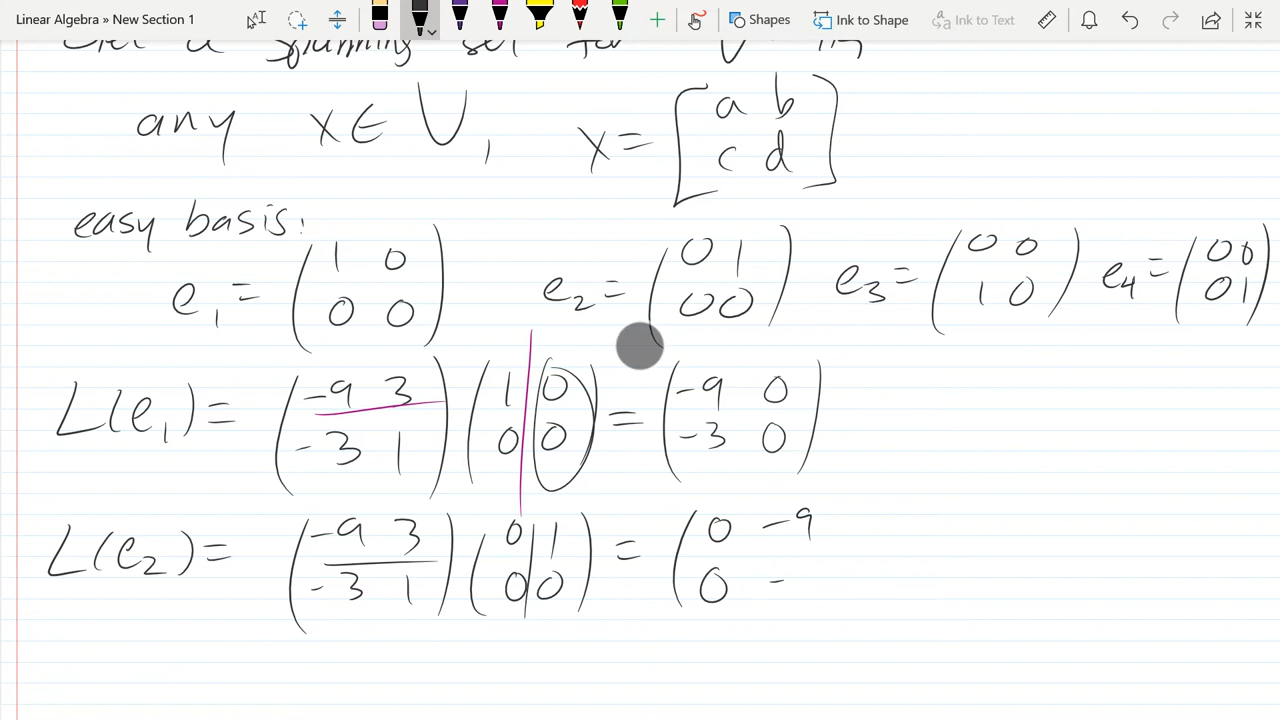 Linear Algebra » New Section 1
Shapes
Ink to Shape
Ink to Text
a spanning set for V
any x ∈ V, x = [a b
c d]
easy basis:
e1 = (1 0
0 0) e2 = (0 1
0 0) e3 = (0 0
1 0) e4 = (0 0
0 1)
L(e1) = (-9 3
-3 1) (1 0
0 0) = (-9 0
-3 0)
L(e2) = (-9 3
-3 1) (0 1
0 0) = (0 -9
0 -